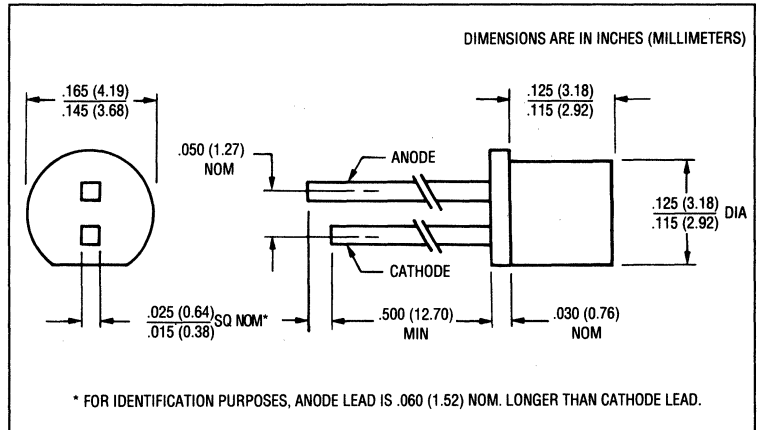 DIMENSIONS ARE IN INCHES (MILLIMETERS)
.165 (4.19)
.145 (3.68)
.125 (3.18)
.115 (2.92)
.050 (1.27)
NOM
ANODE
.125 (3.18)
.115 (2.92)
DIA
CATHODE
.025 (0.64)
.015 (0.38)
SQ NOM*
.500 (12.70)
MIN
.030 (0.76)
NOM
* FOR IDENTIFICATION PURPOSES, ANODE LEAD IS .060 (1.52) NOM. LONGER THAN CATHODE LEAD.